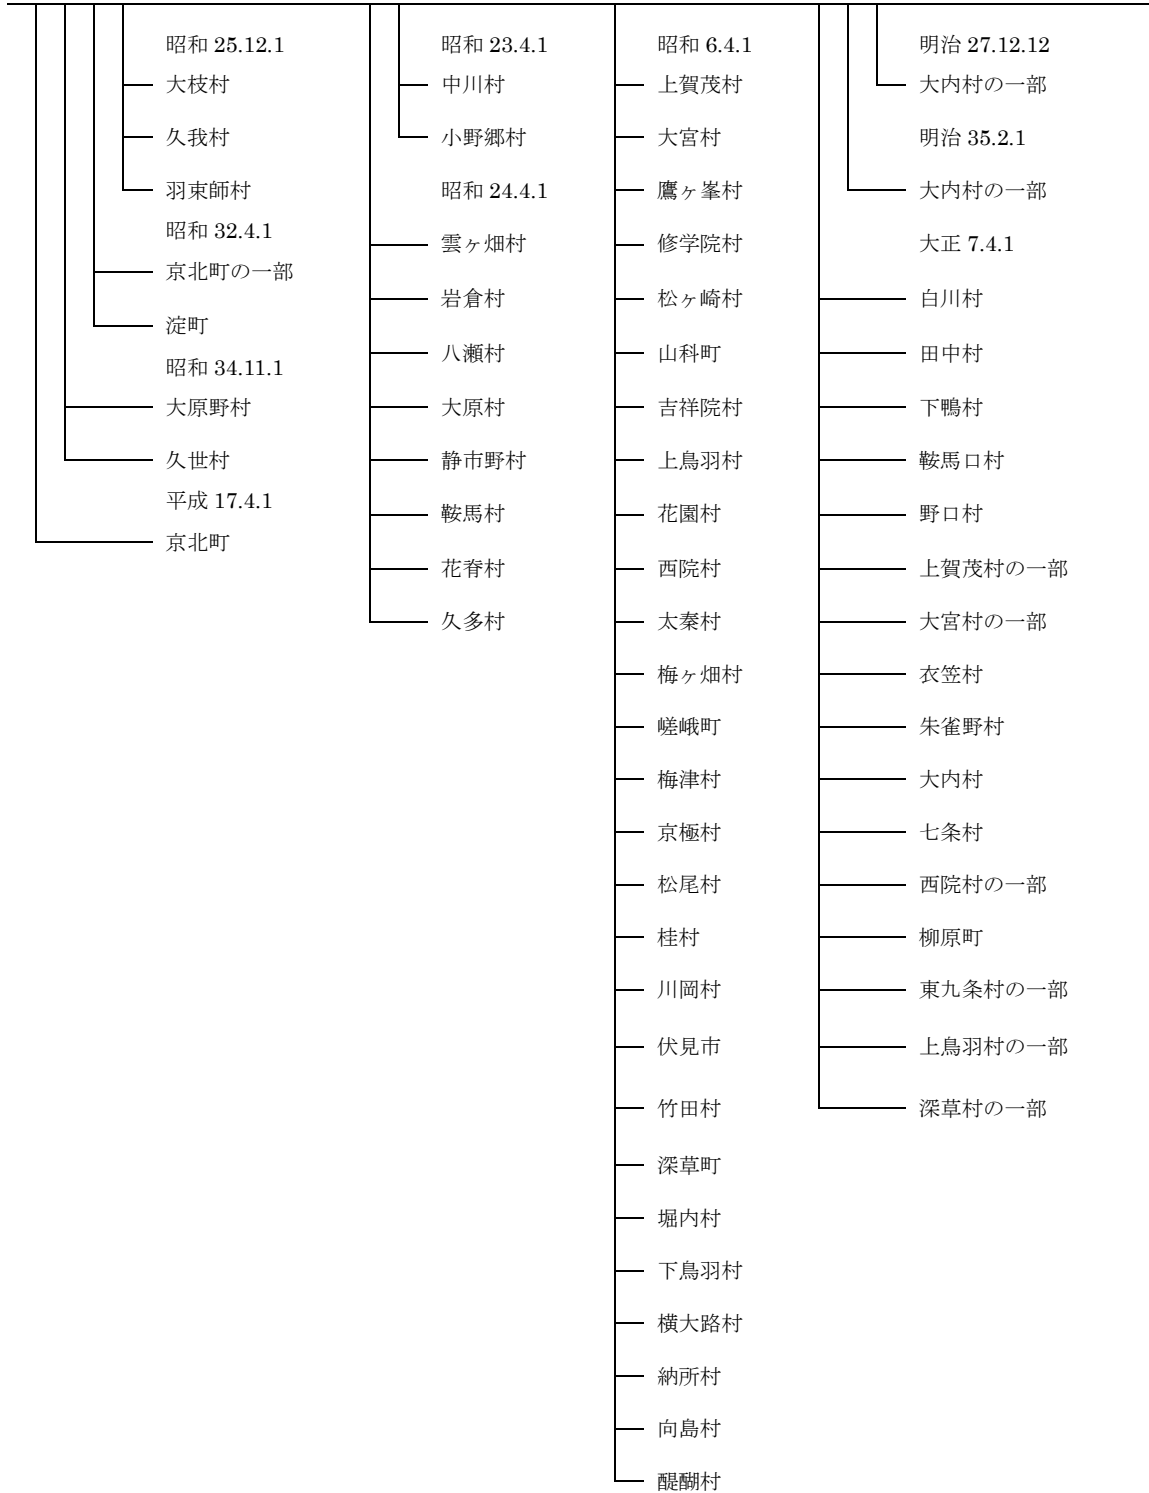 昭和 25.12.1
大枝村
久我村
羽束師村
昭和 32.4.1
京北町の一部
淀町
昭和 34.11.1
大原野村
久世村
平成 17.4.1
京北町
昭和 23.4.1
中川村
小野郷村
昭和 24.4.1
雲ヶ畑村
岩倉村
八瀬村
大原村
静市野村
鞍馬村
花脊村
久多村
昭和 6.4.1
上賀茂村
大宮村
鷹ヶ峯村
修学院村
松ヶ崎村
山科町
吉祥院村
上鳥羽村
花園村
西院村
太秦村
梅ヶ畑村
嵯峨町
梅津村
京極村
松尾村
桂村
川岡村
伏見市
竹田村
深草町
堀内村
下鳥羽村
横大路村
納所村
向島村
醍醐村
明治 27.12.12
大内村の一部
明治 35.2.1
大内村の一部
大正 7.4.1
白川村
田中村
下鴨村
鞍馬口村
野口村
上賀茂村の一部
大宮村の一部
衣笠村
朱雀野村
大内村
七条村
西院村の一部
柳原町
東九条村の一部
上鳥羽村の一部
深草村の一部